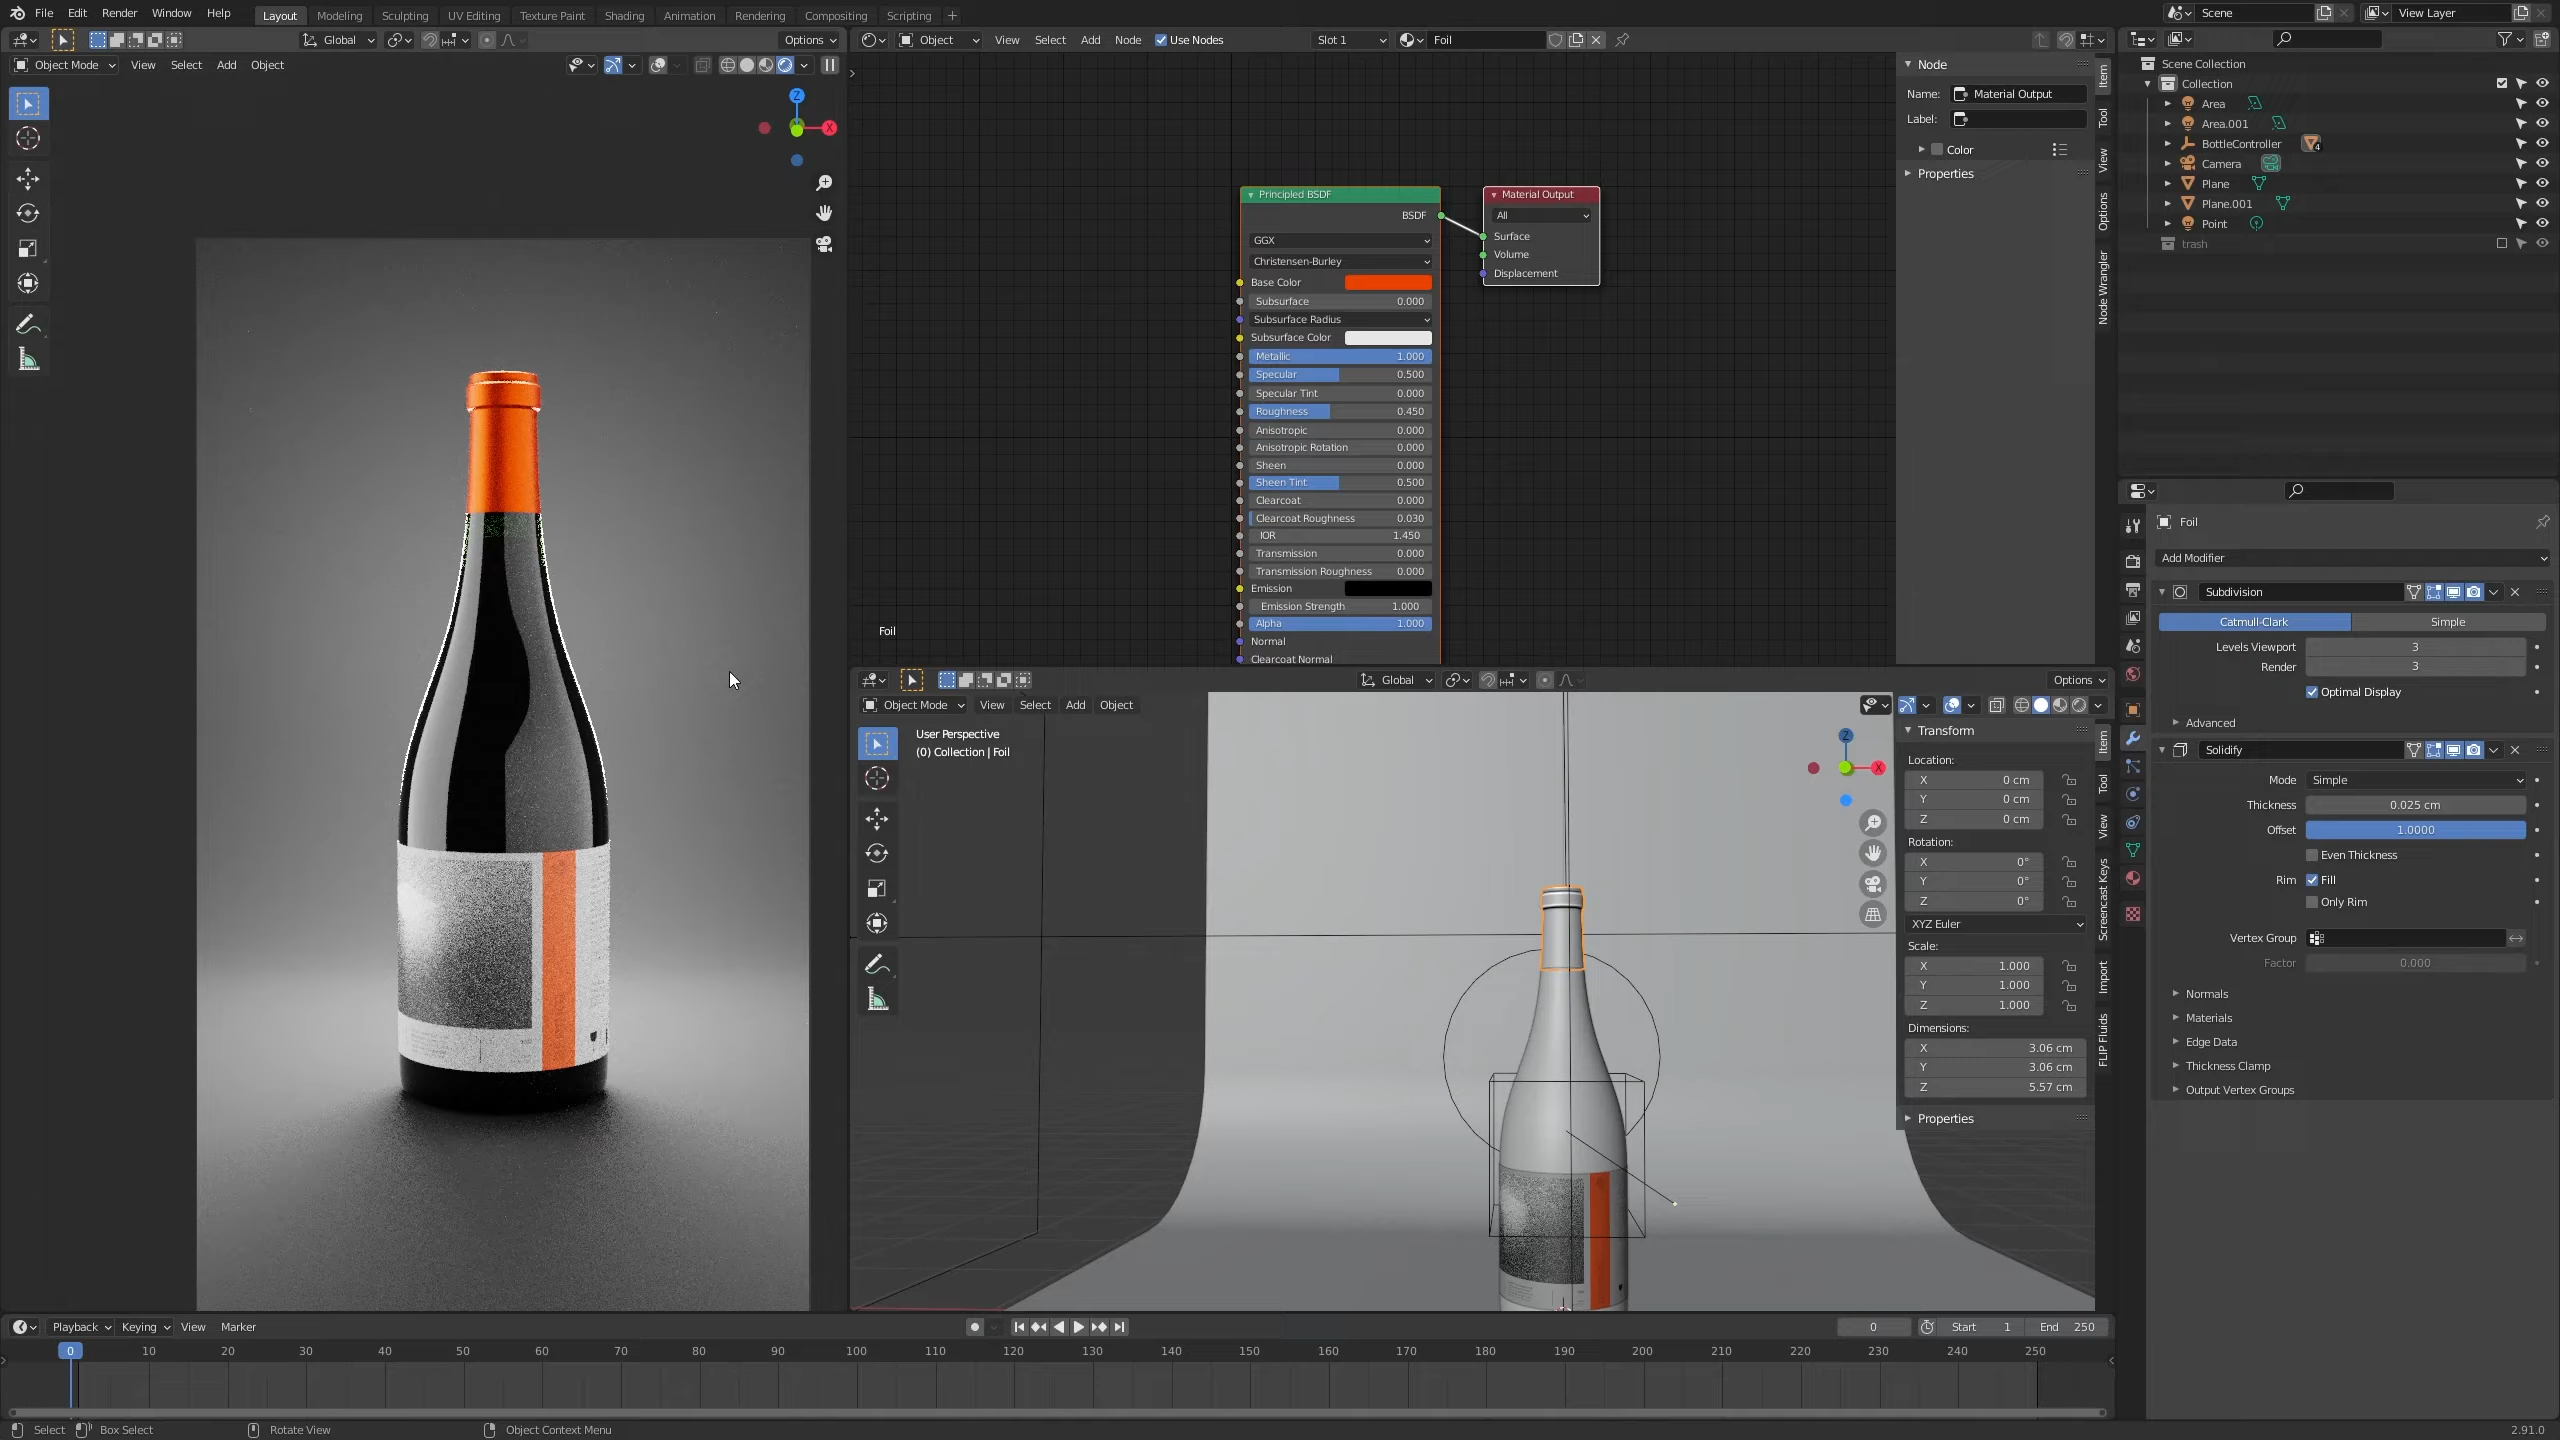 File Edit Render Window Help Layout Modeling Sculpting UV Editing Texture Paint Shading Animation Rendering Compositing Scripting + Scene View Layer
Global Options
Object Mode View Select Add Object
Z
X
Object View Select Add Node Use Nodes Slot 1 Foil
Principled BSDF
BSDF
GGX
Christensen-Burley
Base Color
Subsurface 0.000
Subsurface Radius
Subsurface Color
Metallic 1.000
Specular 0.500
Specular Tint 0.000
Roughness 0.450
Anisotropic 0.000
Anisotropic Rotation 0.000
Sheen 0.000
Sheen Tint 0.500
Clearcoat 0.000
Clearcoat Roughness 0.030
IOR 1.450
Transmission 0.000
Transmission Roughness 0.000
Emission
Emission Strength 1.000
Alpha 1.000
Normal
Clearcoat Normal
Foil
Material Output
All
Surface
Volume
Displacement
Node
Name: Material Output
Label:
Color
Properties
Item
Tool
View
Options
Node Wrangler
Global Options
Object Mode View Select Add Object
User Perspective
(0) Collection | Foil
Z
X
Transform
Location:
X 0 cm
Y 0 cm
Z 0 cm
Rotation:
X 0°
Y 0°
Z 0°
XYZ Euler
Scale:
X 1.000
Y 1.000
Z 1.000
Dimensions:
X 3.06 cm
Y 3.06 cm
Z 5.57 cm
Properties
Item
Tool
View
Screencast Keys
Import
FLIP Fluids
Scene Collection
Collection
Area
Area.001
BottleController 4
Camera
Plane
Plane.001
Point
trash
Foil
Add Modifier
Subdivision
Catmull-Clark Simple
Levels Viewport 3
Render 3
Optimal Display
Advanced
Solidify
Mode Simple
Thickness 0.025 cm
Offset 1.0000
Even Thickness
Rim Fill
Only Rim
Vertex Group
Factor 0.000
Normals
Materials
Edge Data
Thickness Clamp
Output Vertex Groups
Playback Keying View Marker 0 Start 1 End 250
0 10 20 30 40 50 60 70 80 90 100 110 120 130 140 150 160 170 180 190 200 210 220 230 240 250
Select Box Select Rotate View Object Context Menu 2.91.0